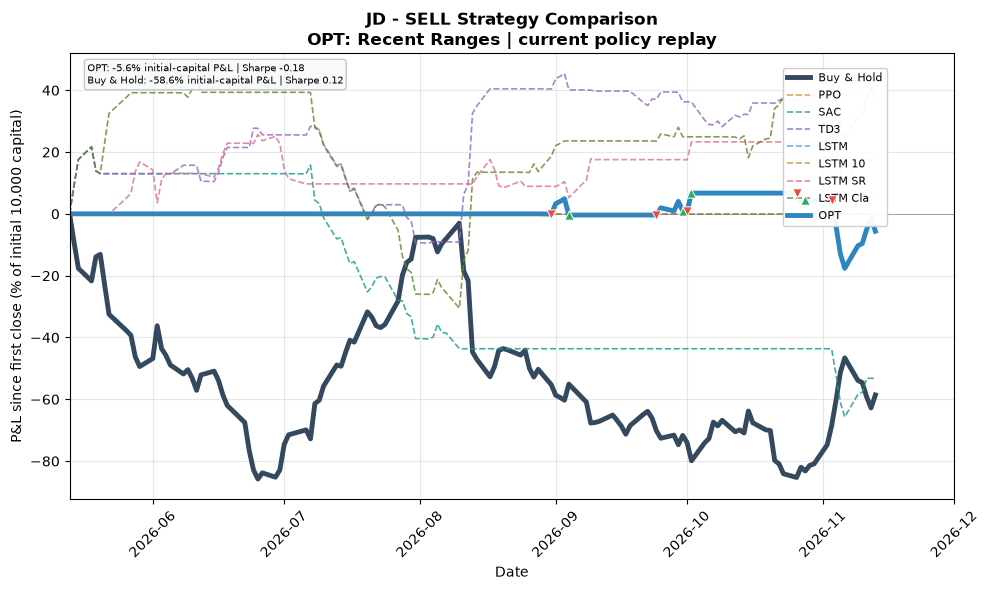 JD - SELL Strategy Comparison
OPT: Recent Ranges | current policy replay
OPT: -5.6% initial-capital P&L | Sharpe -0.18
Buy & Hold: -58.6% initial-capital P&L | Sharpe 0.12
Buy & Hold
PPO
SAC
TD3
LSTM
LSTM 10
LSTM SR
LSTM Cla
OPT
P&L since first close (% of initial 10,000 capital)
40
20
0
−20
−40
−60
−80
2026-06
2026-07
2026-08
2026-09
2026-10
2026-11
2026-12
Date